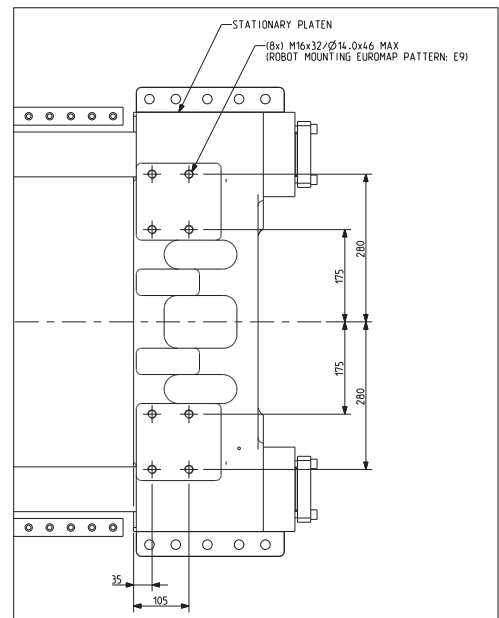 STATIONARY PLATEN
(8x) M16x32/Ø14.0x46 MAX
(ROBOT MOUNTING EUROMAP PATTERN: E9)
280
175
175
280
35
105